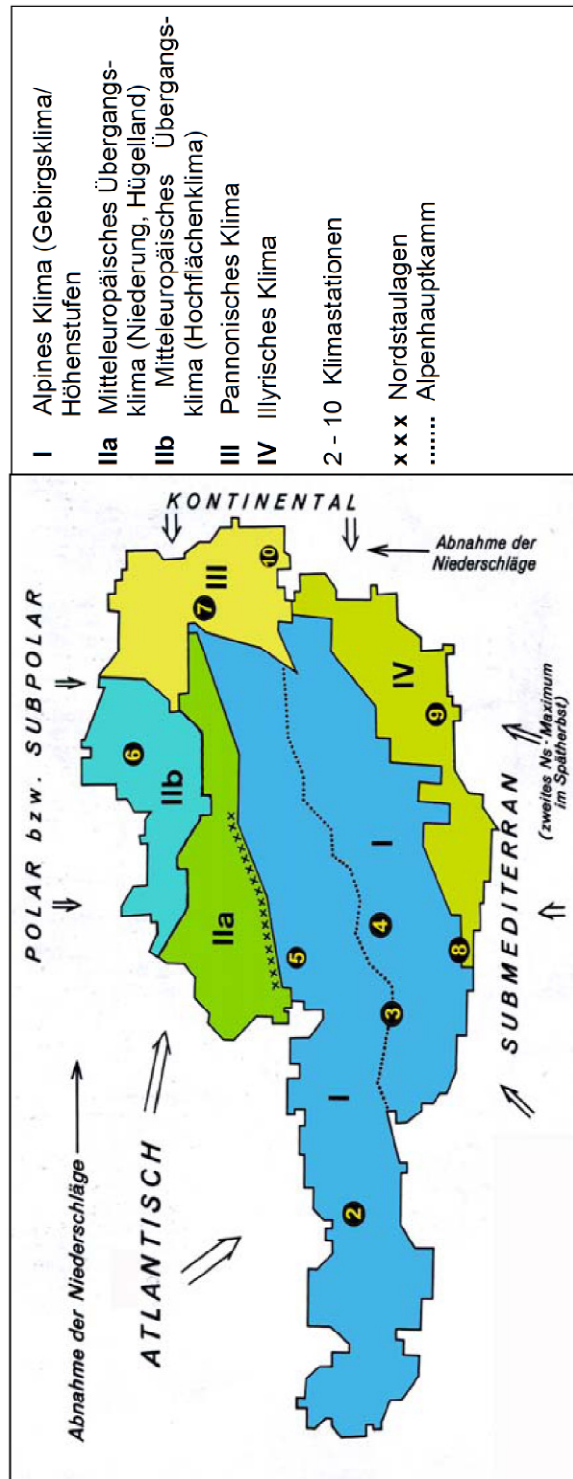 Abnahme der Niederschläge
POLAR bzw. SUBPOLAR
ATLANTISCH
KONTINENTAL
6
IIb
III
7
10
IIa
5
Abnahme der
Niederschläge
I
I
IV
2
3
4
9
8
SUBMEDITERRAN
(zweites Ns-Maximum
im Spätherbst)
I Alpines Klima (Gebirgsklima/
Höhenstufen
IIa Mitteleuropäisches Übergangs-
klima (Niederung, Hügelland)
IIb Mitteleuropäisches Übergangs-
klima (Hochflächenklima)
III Pannonisches Klima
IV Illyrisches Klima
2 - 10 Klimastationen
x x x Nordstaulagen
....... Alpenhauptkamm